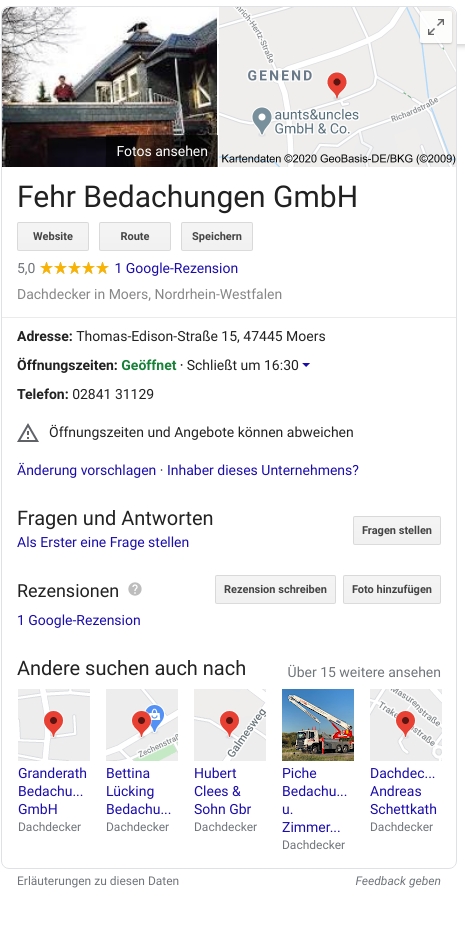 Fotos ansehen
rich-Hertz-Straße
GENEND
aunts&uncles
GmbH & Co.
Richardstraße
Kartendaten ©2020 GeoBasis-DE/BKG (©2009)
Fehr Bedachungen GmbH
Website Route Speichern
5,0 1 Google-Rezension
Dachdecker in Moers, Nordrhein-Westfalen
Adresse: Thomas-Edison-Straße 15, 47445 Moers
Öffnungszeiten: Geöffnet · Schließt um 16:30
Telefon: 02841 31129
Öffnungszeiten und Angebote können abweichen
Änderung vorschlagen · Inhaber dieses Unternehmens?
Fragen und Antworten
Fragen stellen
Als Erster eine Frage stellen
Rezensionen ?
Rezension schreiben Foto hinzufügen
1 Google-Rezension
Andere suchen auch nach
Über 15 weitere ansehen
Zechenstraß
Galmesweg
Masurenstraße
Trake
Granderath
Bedachu...
GmbH
Dachdecker
Bettina
Lücking
Bedachu...
Dachdecker
Hubert
Clees &
Sohn Gbr
Dachdecker
Piche
Bedachu...
u.
Zimmer...
Dachdecker
Dachdec...
Andreas
Schettkath
Dachdecker
Erläuterungen zu diesen Daten
Feedback geben